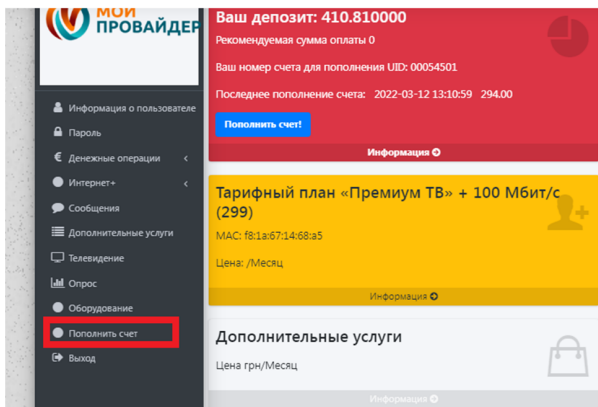 МОЙ
ПРОВАЙДЕР
Информация о пользователе
Пароль
€ Денежные операции <
Интернет+ <
Сообщения
Дополнительные услуги
Телевидение
Опрос
Оборудование
Пополнить счет
Выход
Ваш депозит: 410.810000
Рекомендуемая сумма оплаты 0
Ваш номер счета для пополнения UID: 00054501
Последнее пополнение счета: 2022-03-12 13:10:59 294.00
Пополнить счет!
Информация
Тарифный план «Премиум ТВ» + 100 Мбит/с
(299)
MAC: f8:1a:67:14:68:a5
Цена: /Месяц
Информация
Дополнительные услуги
Цена грн/Месяц
Информация